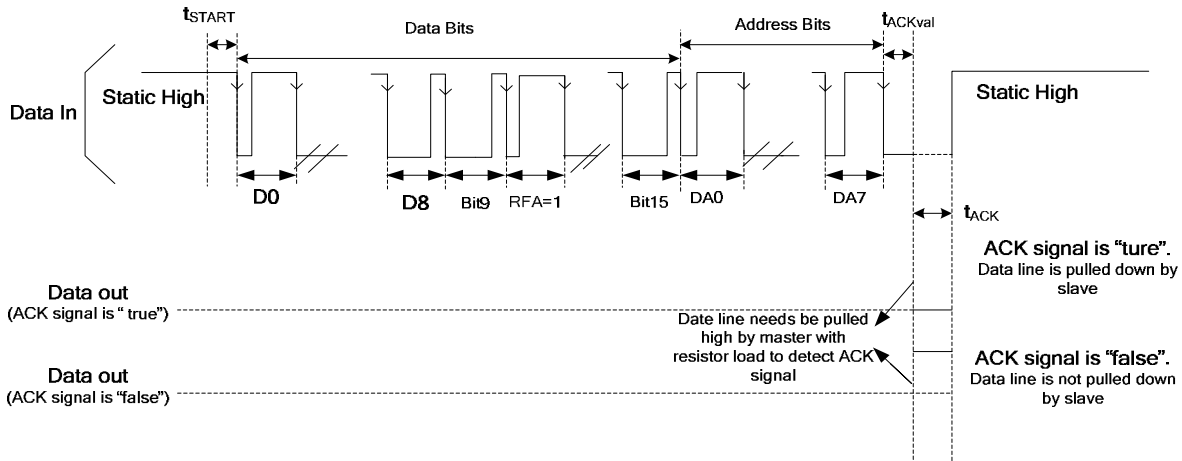 tSTART
Data Bits
Address Bits
tACKval
Data In
Static High
Static High
D0
D8
Bit9
RFA=1
Bit15
DA0
DA7
tACK
ACK signal is “ture”.
Data line is pulled down by
slave
Data out
(ACK signal is “ true”)
Date line needs be pulled
high by master with
resistor load to detect ACK
signal
Data out
(ACK signal is “false”)
ACK signal is “false”.
Data line is not pulled down
by slave